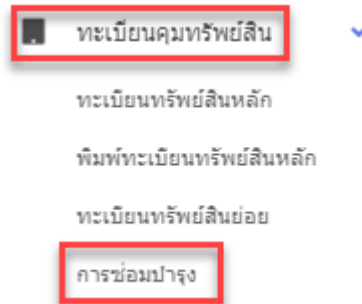 ทะเบียนคุมทรัพย์สิน
ทะเบียนทรัพย์สินหลัก
พิมพ์ทะเบียนทรัพย์สินหลัก
ทะเบียนทรัพย์สินย่อย
การซ่อมบำรุง